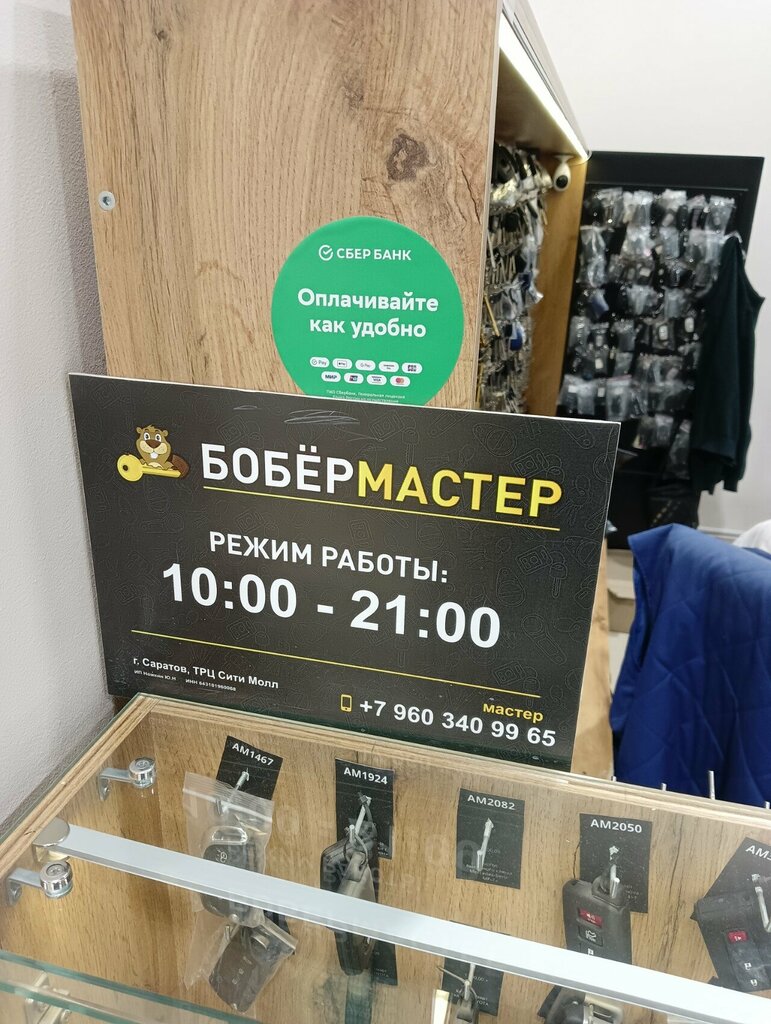 СБЕР БАНК
Оплачивайте
как удобно
БОБЁРМАСТЕР
РЕЖИМ РАБОТЫ:
10:00 - 21:00
г. Саратов, ТРЦ Сити Молл
мастер
+7 960 340 99 65
AM1467
AM1924
AM2082
AM2050